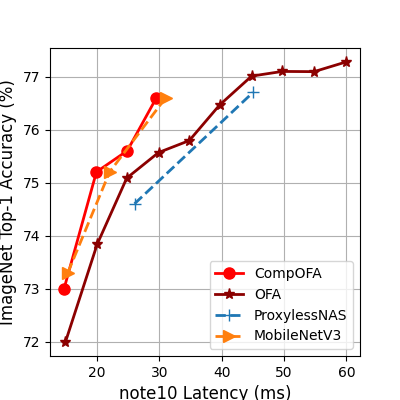 77
76
75
74
73
72
ImageNet Top-1 Accuracy (%)
CompOFA
OFA
ProxylessNAS
MobileNetV3
20 30 40 50 60
note10 Latency (ms)